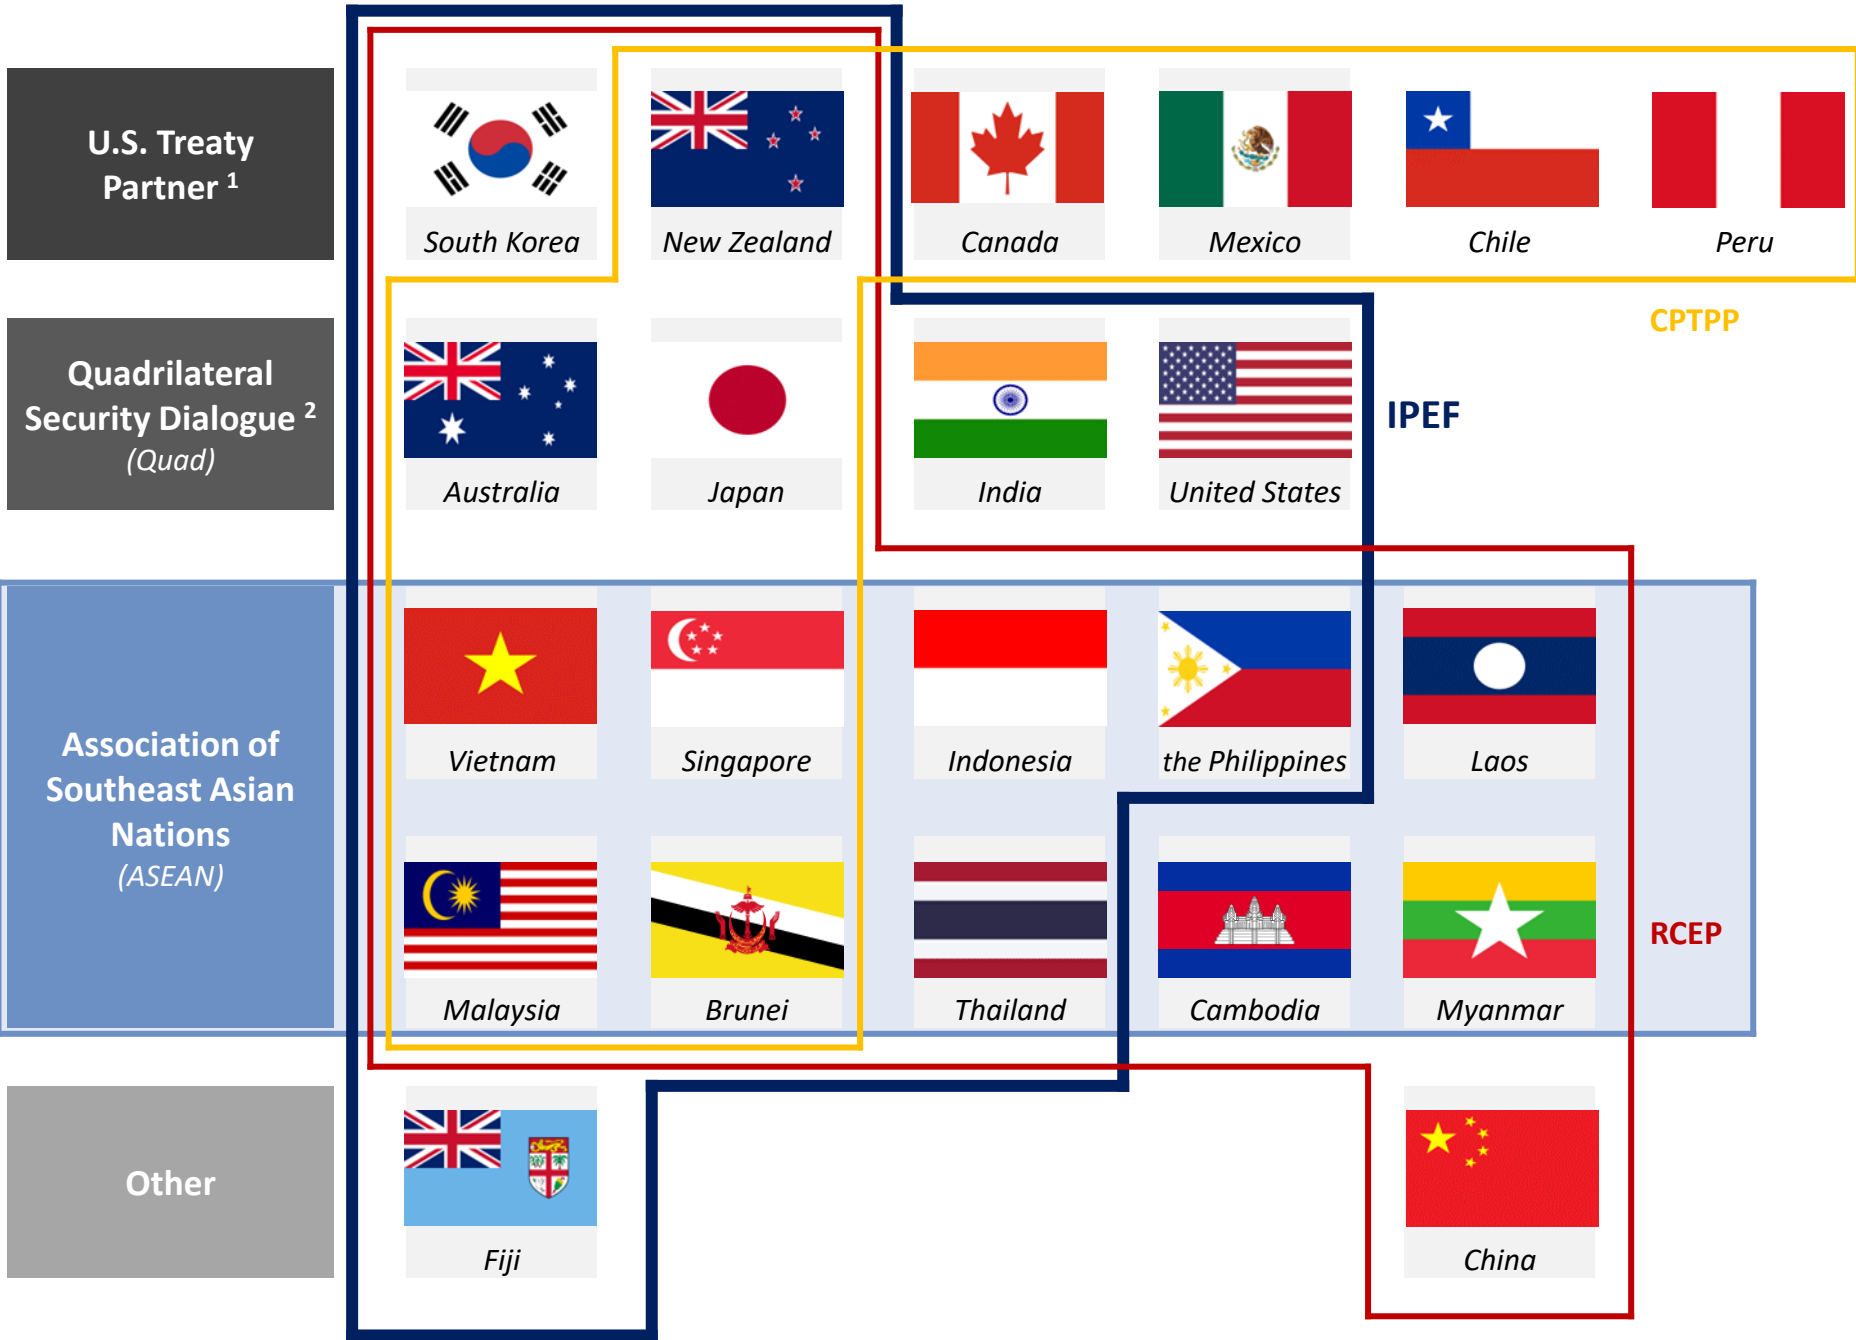 U.S. Treaty
Partner ¹
South Korea
New Zealand
Canada
Mexico
Chile
Peru
CPTPP
Quadrilateral
Security Dialogue ²
(Quad)
Australia
Japan
India
United States
IPEF
Association of
Southeast Asian
Nations
(ASEAN)
Vietnam
Singapore
Indonesia
the Philippines
Laos
Malaysia
Brunei
Thailand
Cambodia
Myanmar
RCEP
Other
Fiji
China